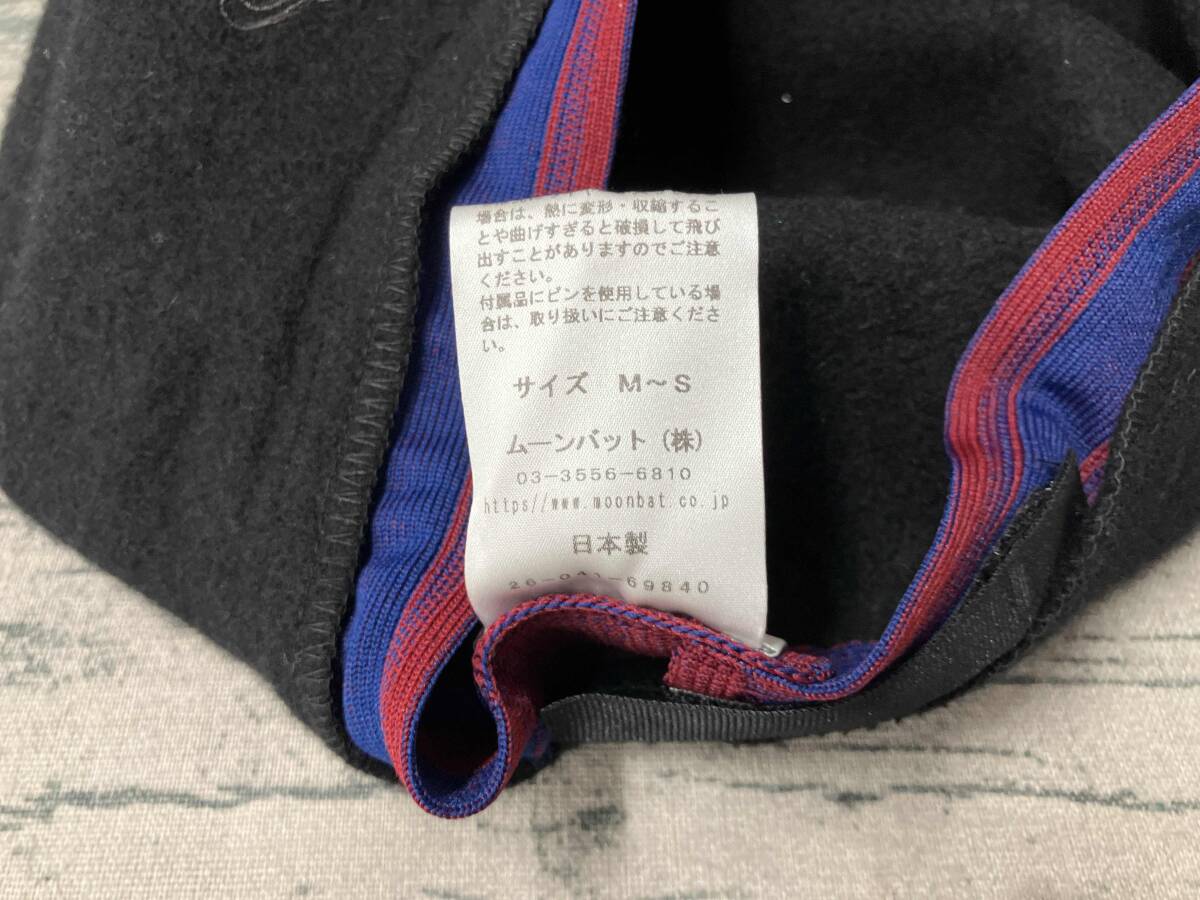 場合は、熱に変形・収縮するこ
とや曲げすぎると破損して飛び
出すことがありますのでご注意
ください。
付属品にピンを使用している場
合は、取り扱いにご注意くださ
い。
サイズ M～S
ムーンバット(株)
03-3556-6810
https//www.moonbat.co.jp
日本製